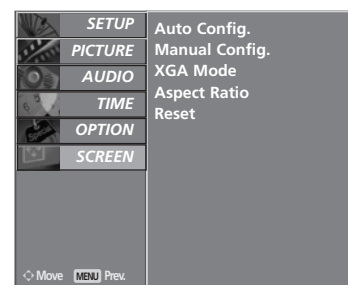 SETUP
PICTURE
AUDIO
TIME
OPTION
SCREEN
Auto Config.
Manual Config.
XGA Mode
Aspect Ratio
Reset
Move MENU Prev.